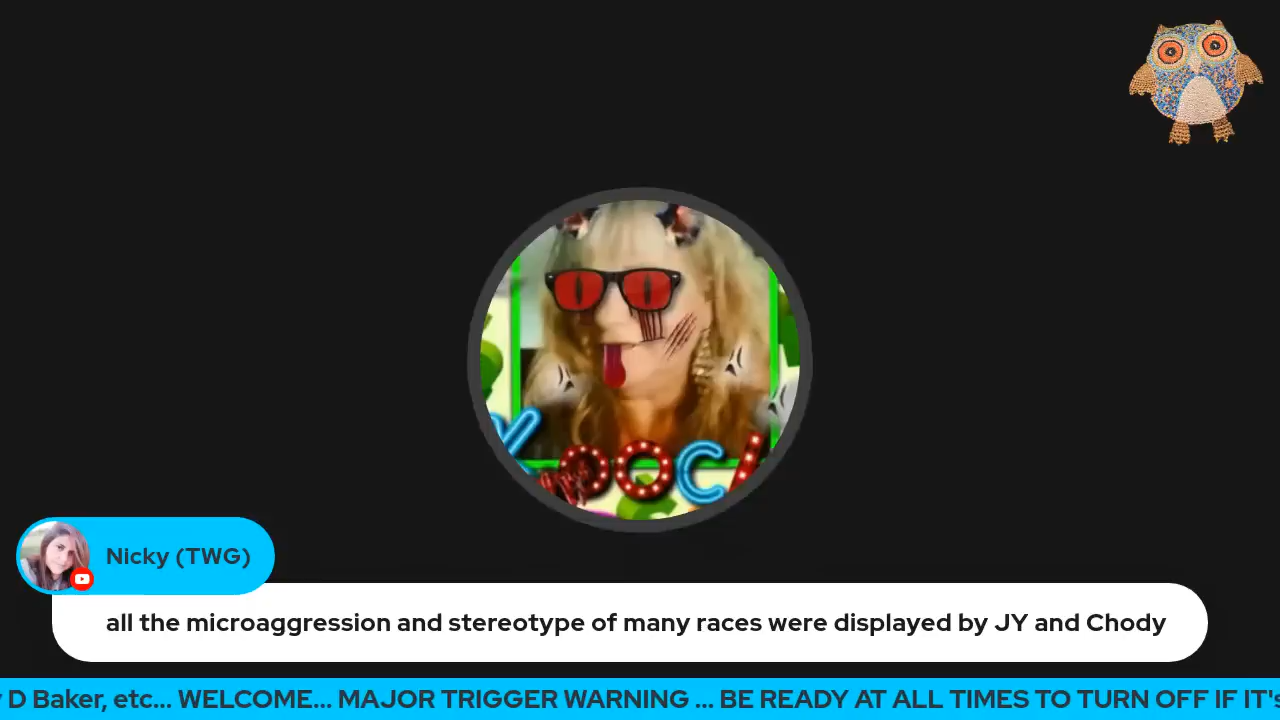 Nicky (TWG)
all the microaggression and stereotype of many races were displayed by JY and Chody
D Baker, etc... WELCOME... MAJOR TRIGGER WARNING ... BE READY AT ALL TIMES TO TURN OFF IF IT's